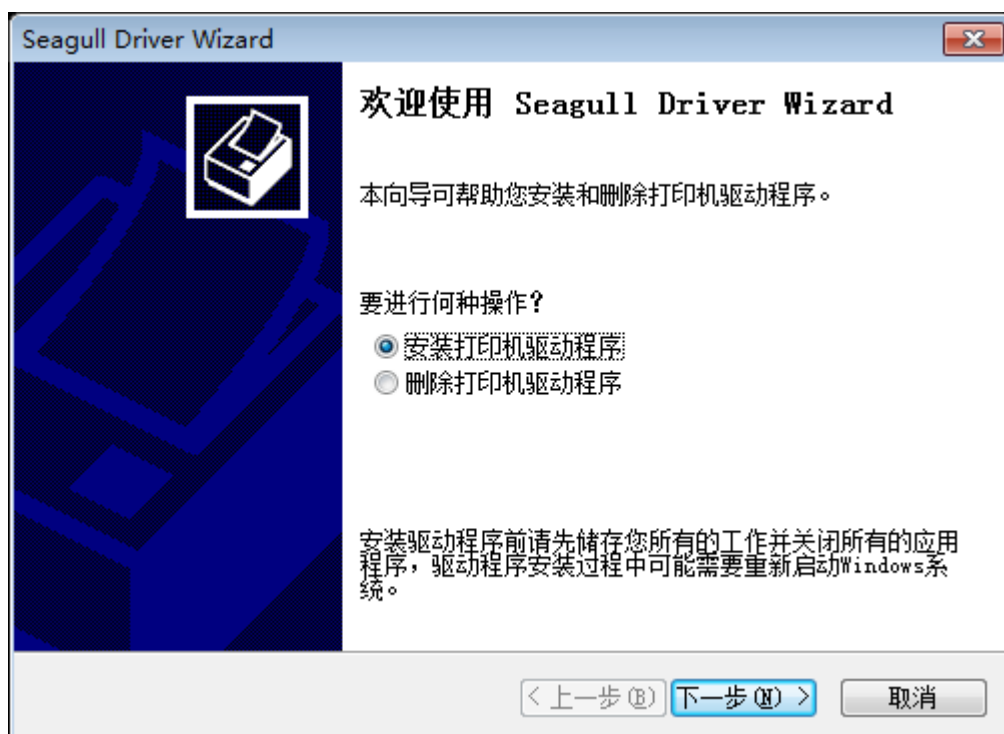 Seagull Driver Wizard
欢迎使用 Seagull Driver Wizard
本向导可帮助您安装和删除打印机驱动程序。
要进行何种操作?
安装打印机驱动程序
删除打印机驱动程序
安装驱动程序前请先储存您所有的工作并关闭所有的应用
程序，驱动程序安装过程中可能需要重新启动Windows系
统。
< 上一步(B)
下一步(N) >
取消